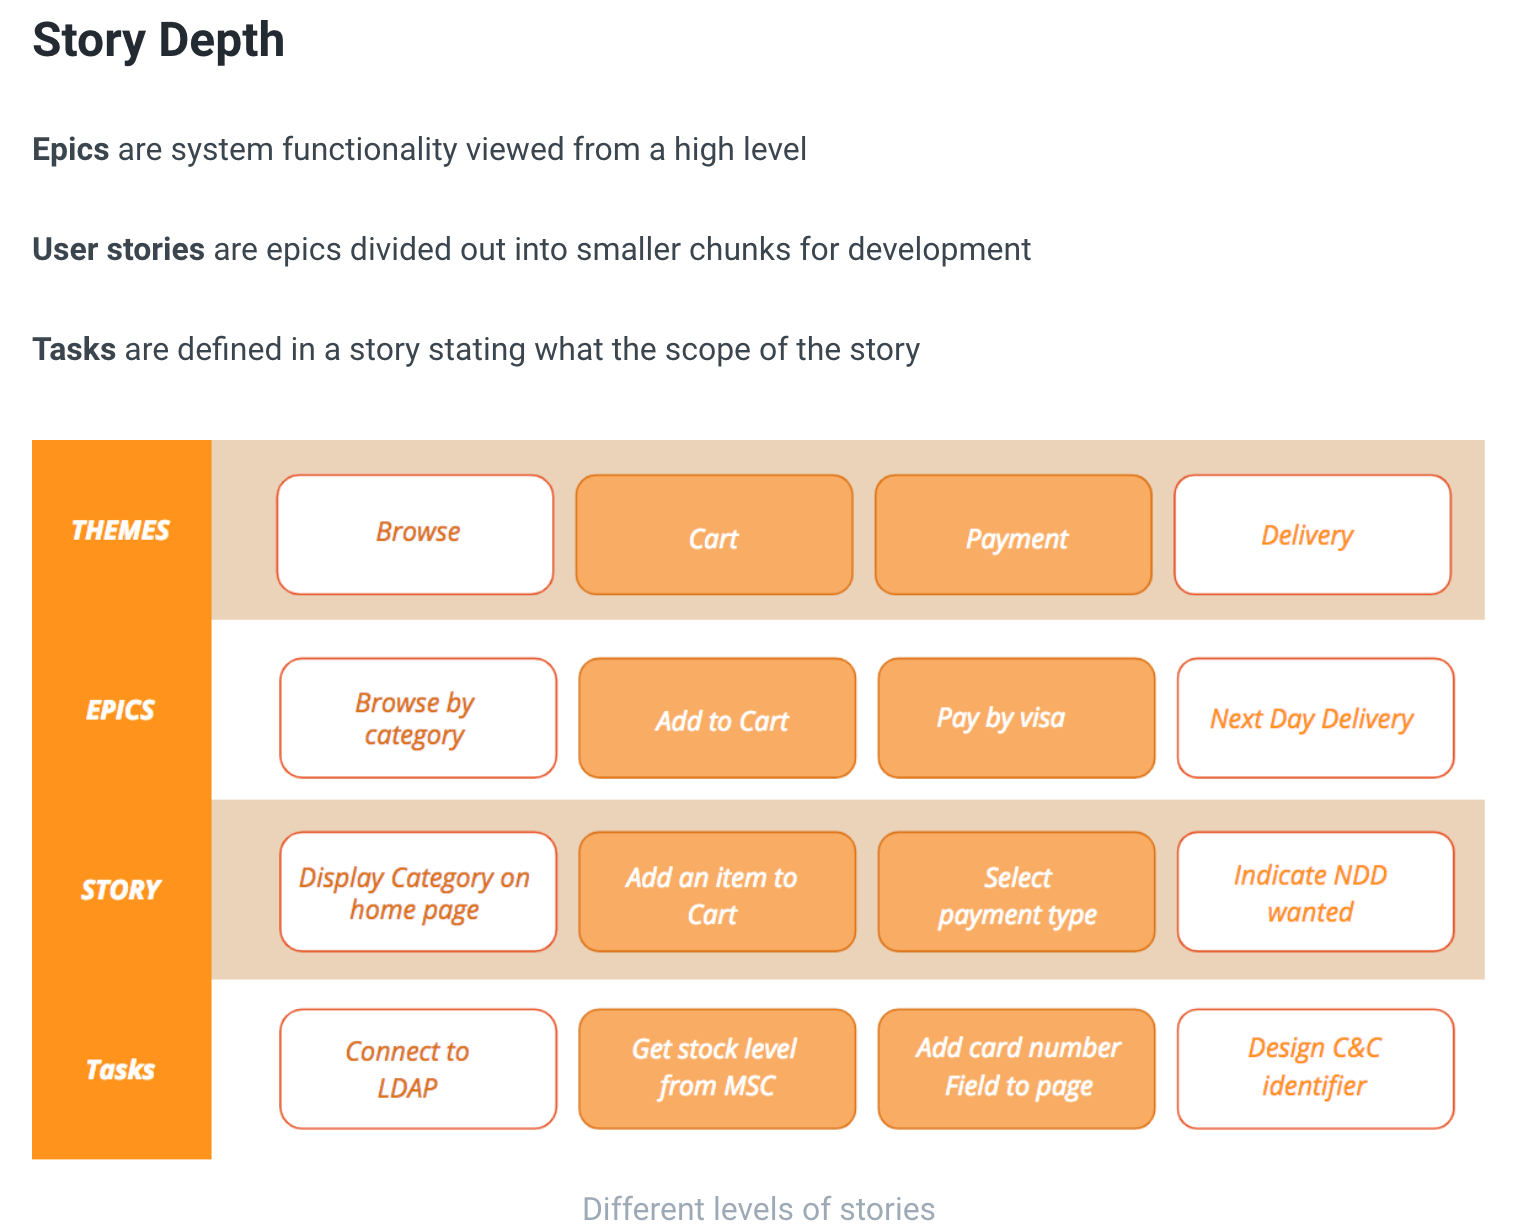 Story Depth
Epics are system functionality viewed from a high level
User stories are epics divided out into smaller chunks for development
Tasks are defined in a story stating what the scope of the story
THEMES
Browse
Cart
Payment
Delivery
EPICS
Browse by
category
Add to Cart
Pay by visa
Next Day Delivery
STORY
Display Category on
home page
Add an item to
Cart
Select
payment type
Indicate NDD
wanted
Tasks
Connect to
LDAP
Get stock level
from MSC
Add card number
Field to page
Design C&C
identifier
Different levels of stories